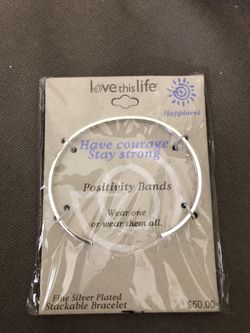 love this life
Happiness
Have courage
Stay strong
Positivity Bands
Wear one
or wear them all.
Fine Silver Plated
Stackable Bracelet
$50.00